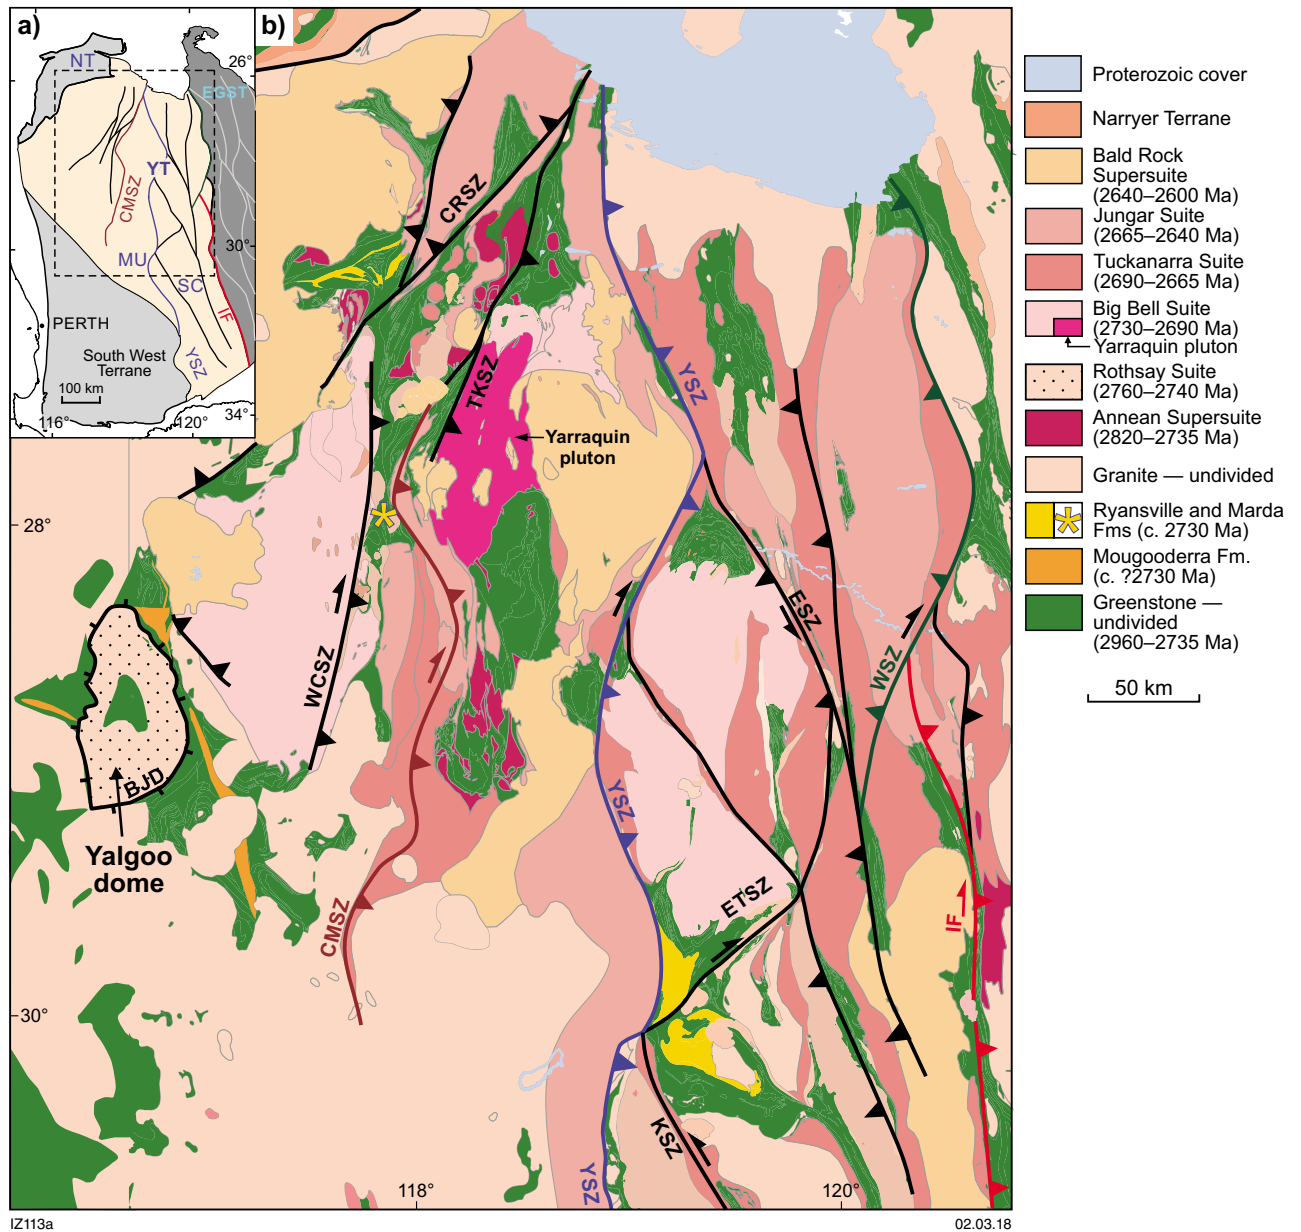 a)
NT
26°
EGST
YT
CMSZ
30°
MU
SC
IF
PERTH
South West
Terrane
YSZ
100 km
116°
120°
34°
b)
CRSZ
TKSZ
YSZ
Yarraquin
pluton
28°
ESZ
WCSZ
WSZ
BJD
YSZ
Yalgoo
dome
ETSZ
CMSZ
IF
30°
KSZ
YSZ
118°
120°
Proterozoic cover
Narryer Terrane
Bald Rock
Supersuite
(2640–2600 Ma)
Jungar Suite
(2665–2640 Ma)
Tuckanarra Suite
(2690–2665 Ma)
Big Bell Suite
(2730–2690 Ma)
Yarraquin pluton
Rothsay Suite
(2760–2740 Ma)
Annean Supersuite
(2820–2735 Ma)
Granite — undivided
Ryansville and Marda
Fms (c. 2730 Ma)
Mougooderra Fm.
(c. ?2730 Ma)
Greenstone —
undivided
(2960–2735 Ma)
50 km
IZ113a
02.03.18